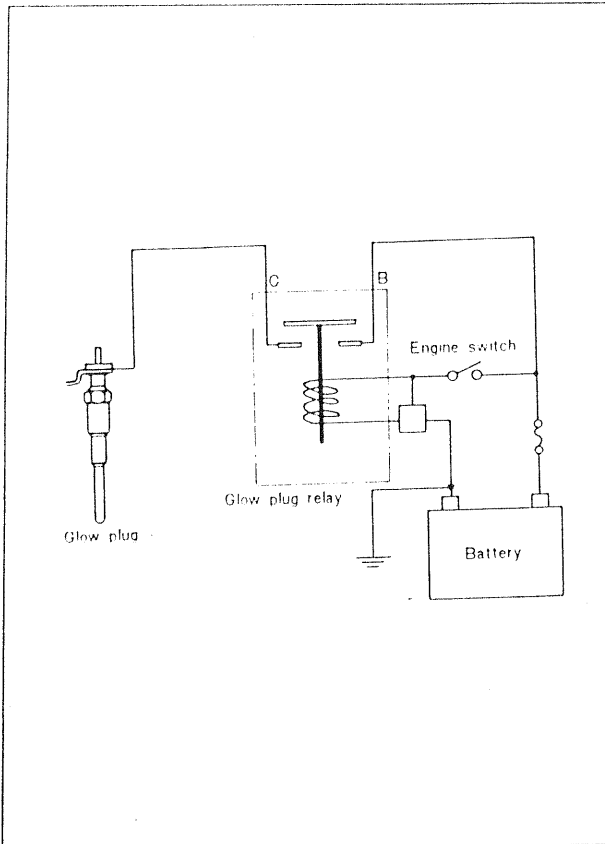 C
B
Engine switch
Glow plug relay
Glow plug
Battery